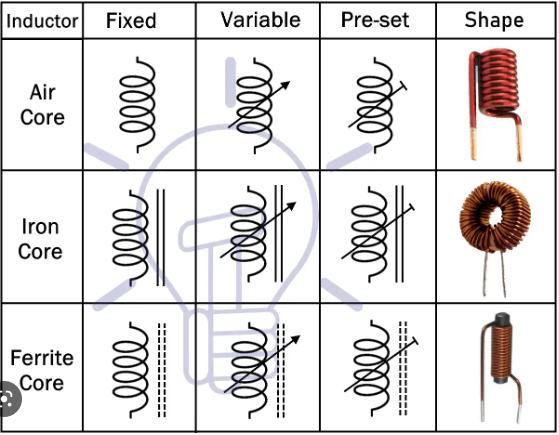 Inductor Fixed Variable Pre-set Shape
Air
Core
Iron
Core
Ferrite
Core